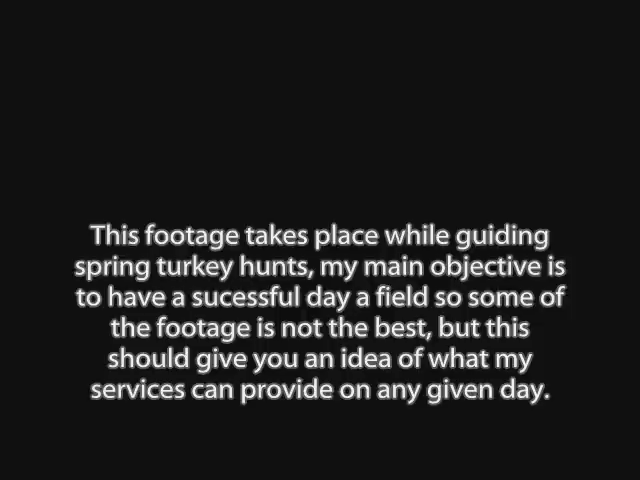 This footage takes place while guiding
spring turkey hunts, my main objective is
to have a sucessful day a field so some of
the footage is not the best, but this
should give you an idea of what my
services can provide on any given day.